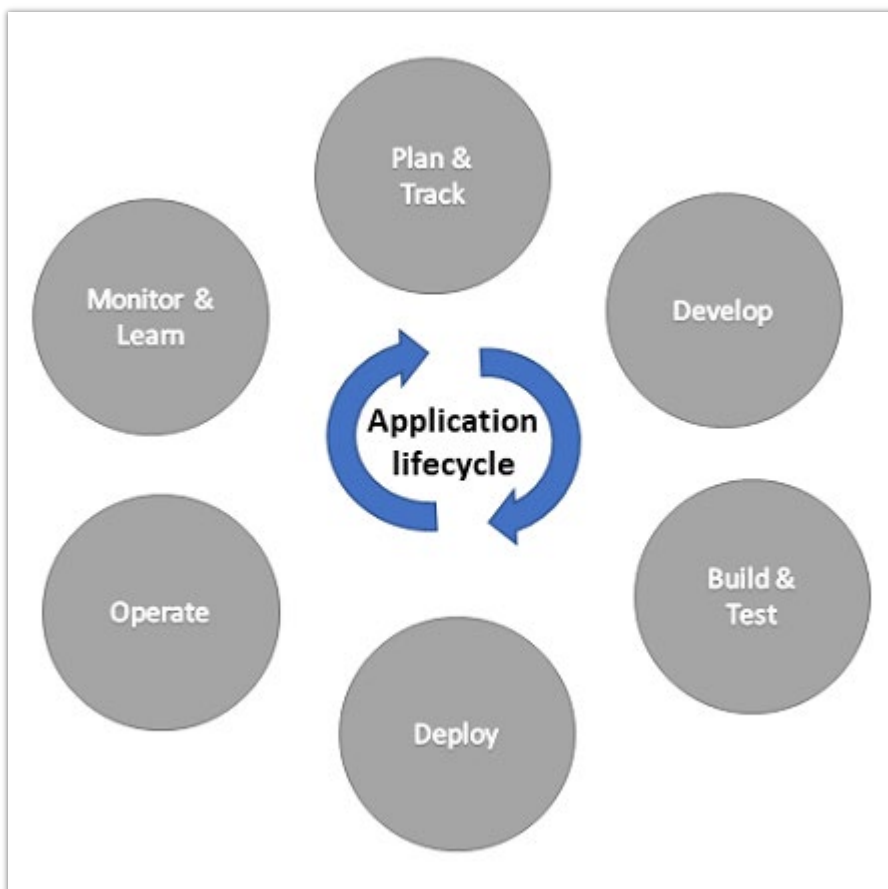 Plan &
Track
Develop
Build &
Test
Deploy
Operate
Monitor &
Learn
Application
lifecycle